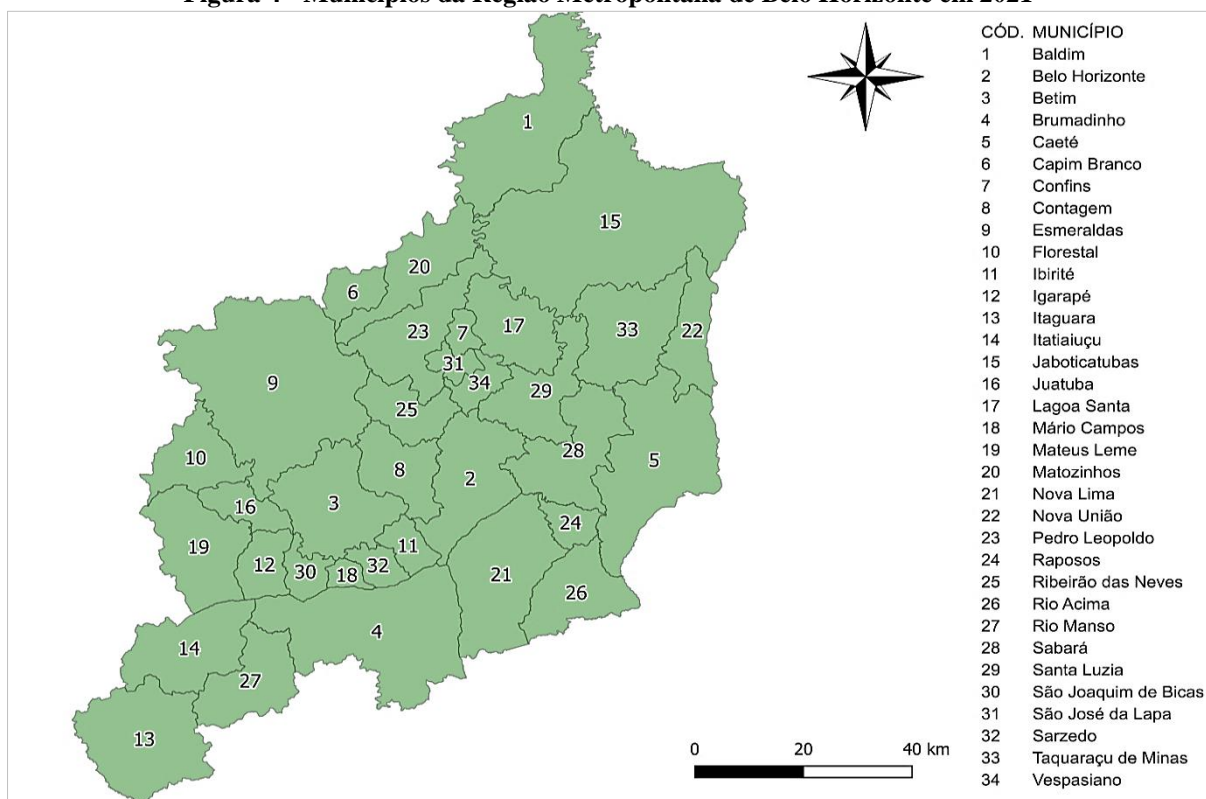 Figura 4 - Municípios da Região Metropolitana de Belo Horizonte em 2021
CÓD. MUNICÍPIO
1 Baldim
2 Belo Horizonte
3 Betim
4 Brumadinho
5 Caeté
6 Capim Branco
7 Confins
8 Contagem
9 Esmeraldas
10 Florestal
11 Ibirité
12 Igarapé
13 Itaguara
14 Itatiaiuçu
15 Jaboticatubas
16 Juatuba
17 Lagoa Santa
18 Mário Campos
19 Mateus Leme
20 Matozinhos
21 Nova Lima
22 Nova União
23 Pedro Leopoldo
24 Raposos
25 Ribeirão das Neves
26 Rio Acima
27 Rio Manso
28 Sabará
29 Santa Luzia
30 São Joaquim de Bicas
31 São José da Lapa
32 Sarzedo
33 Taquaraçu de Minas
34 Vespasiano
1
15
20
6
23
7
17
33
22
31
34
9
29
25
28
5
10
8
2
3
16
24
19
11
12
30
18
32
21
26
4
14
27
13
0 20 40 km